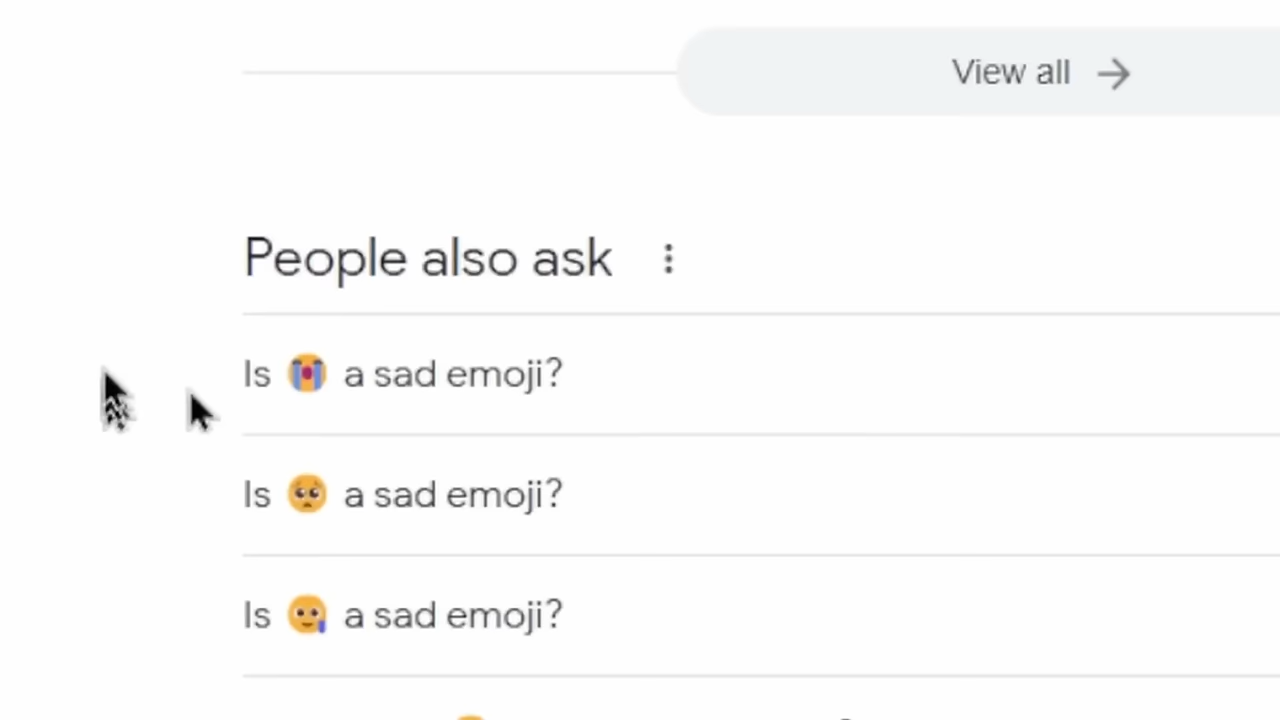 View all →
People also ask
Is 😭 a sad emoji?
Is 🥺 a sad emoji?
Is 🥲 a sad emoji?